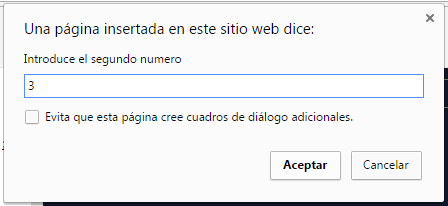 Una página insertada en este sitio web dice:
Introduce el segundo numero
3
Evita que esta página cree cuadros de diálogo adicionales.
Aceptar
Cancelar